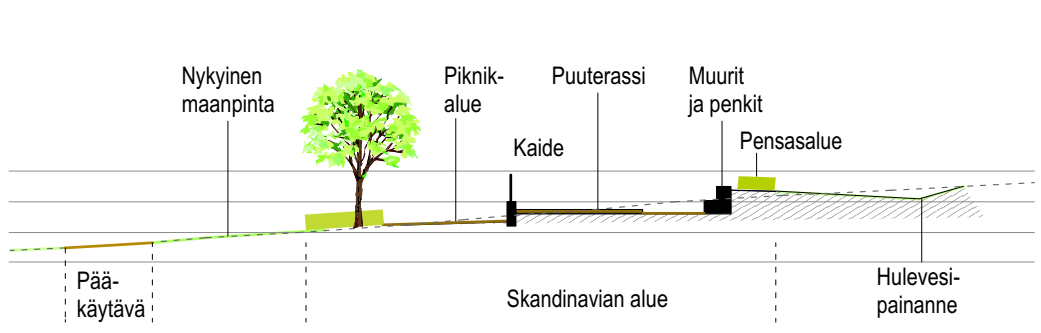 Nykyinen
maanpinta
Piknik-
alue
Puuterassi
Muurit
ja penkit
Kaide
Pensasalue
Pää-
käytävä
Skandinavian alue
Hulevesi-
painanne